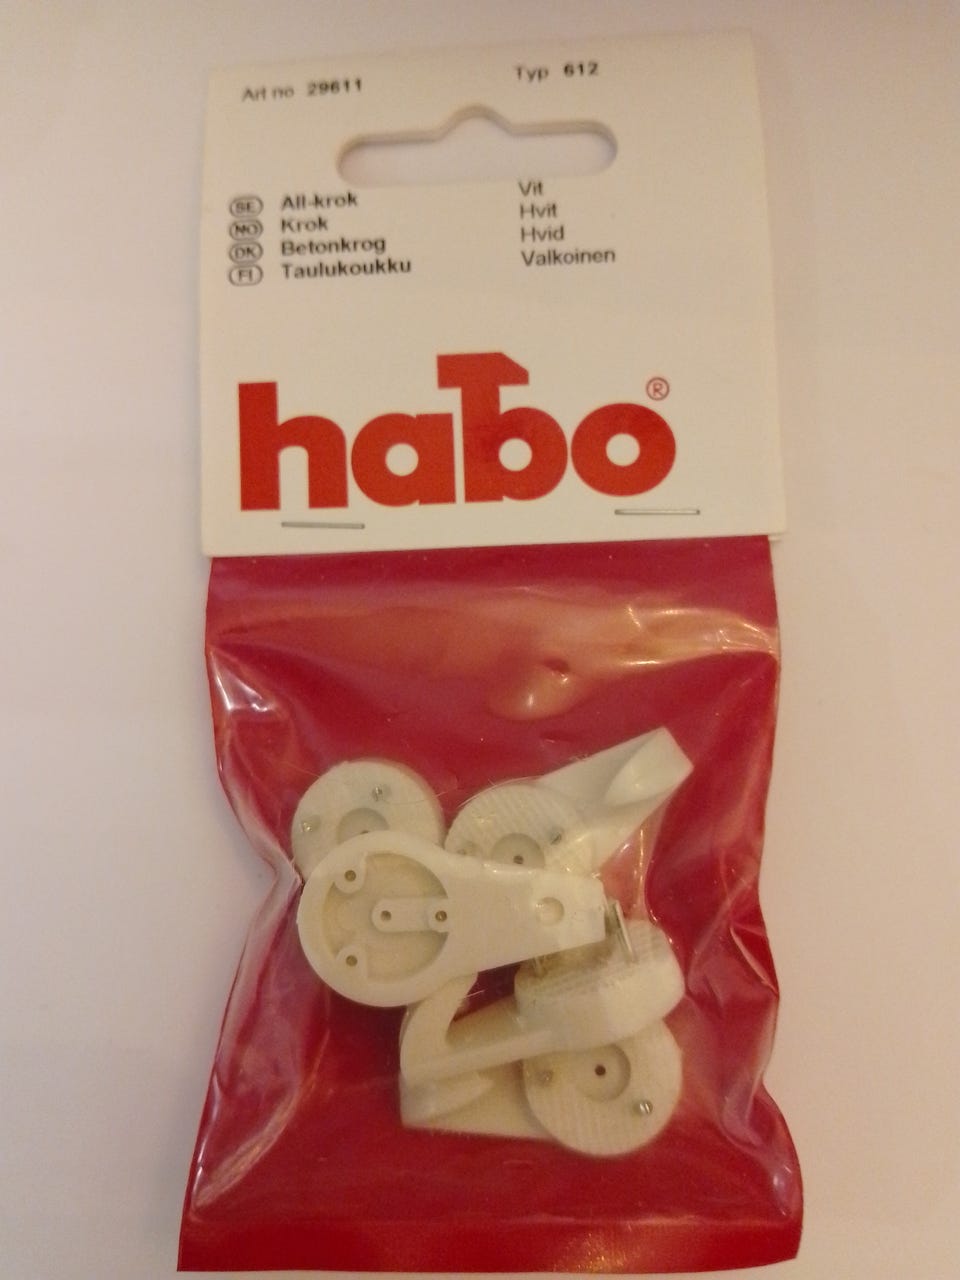 Art no 29611 Typ 612
SE All-krok Vit
NO Krok Hvit
DK Betonkrog Hvid
FI Taulukoukku Valkoinen
habo®